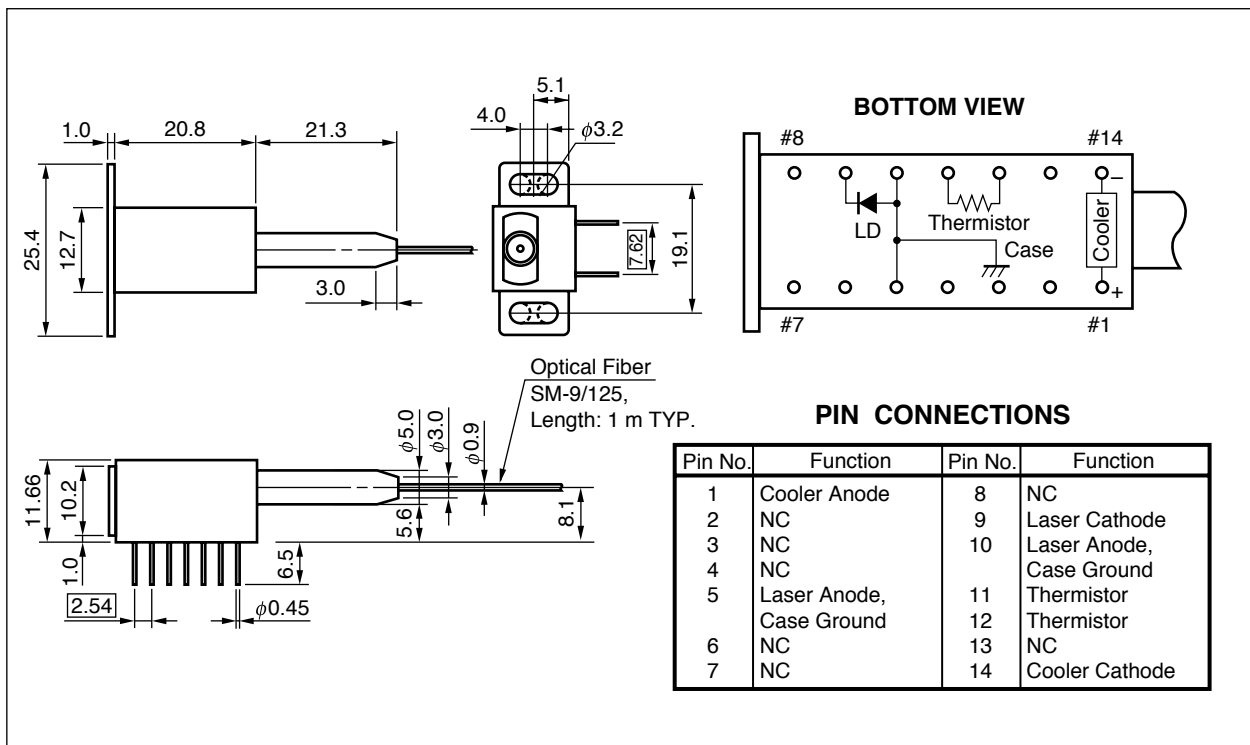 1.0
20.8
21.3
25.4
12.7
3.0
5.1
4.0
φ3.2
7.62
19.1
BOTTOM VIEW
#8
#14
LD
Thermistor
Case
Cooler
−
+
#7
#1
Optical Fiber
SM-9/125,
Length: 1 m TYP.
11.66
10.2
1.0
2.54
6.5
φ0.45
φ5.0
φ3.0
φ0.9
5.6
8.1
PIN CONNECTIONS
Pin No. Function Pin No. Function
1 Cooler Anode 8 NC
2 NC 9 Laser Cathode
3 NC 10 Laser Anode,
4 NC Case Ground
5 Laser Anode, 11 Thermistor
Case Ground 12 Thermistor
6 NC 13 NC
7 NC 14 Cooler Cathode